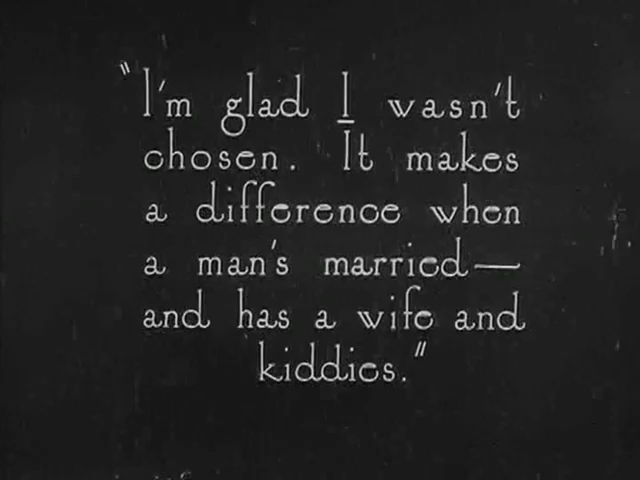 "I'm glad I wasn't
chosen. It makes
a difference when
a man's married—
and has a wife and
kiddies."